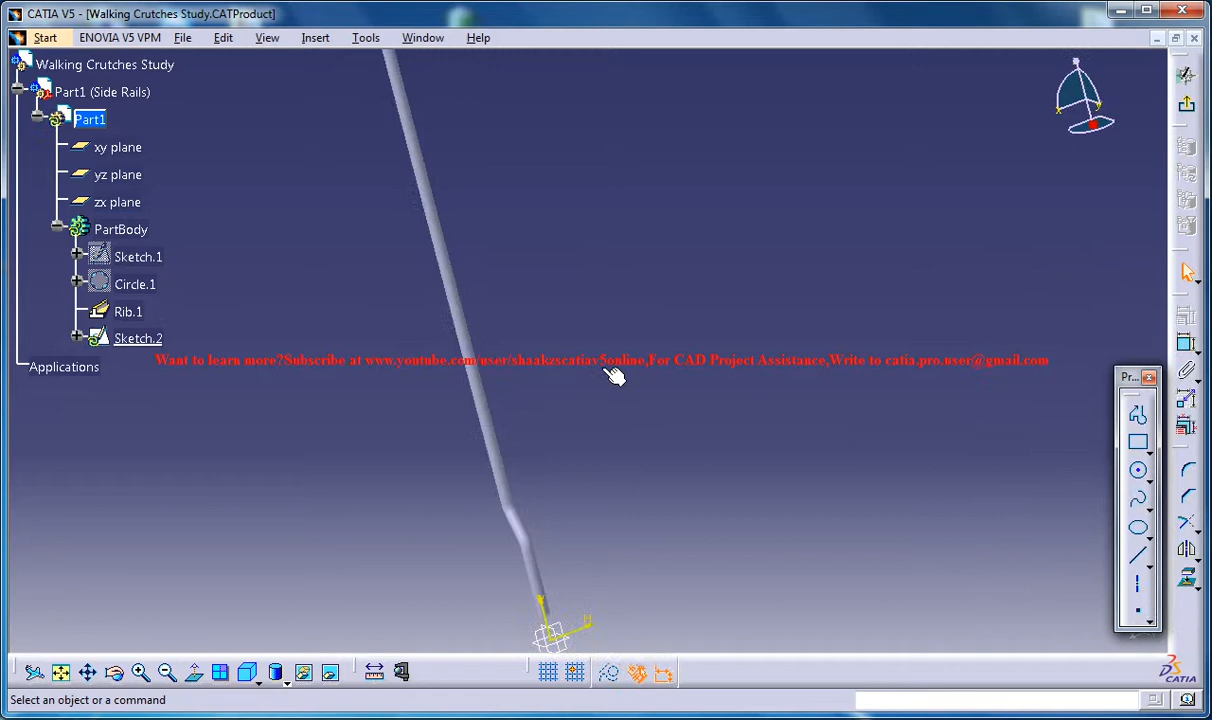 CATIA V5 - [Walking Crutches Study.CATProduct]
Start ENOVIA V5 VPM File Edit View Insert Tools Window Help
Walking Crutches Study
Part1 (Side Rails)
Part1
xy plane
yz plane
zx plane
PartBody
Sketch.1
Circle.1
Rib.1
Sketch.2
Applications
Want to learn more?Subscribe at www.youtube.com/user/shaakzscatiav5online,For CAD Project Assistance,Write to catia.pro.user@gmail.com
Pr...
H
CATIA
Select an object or a command